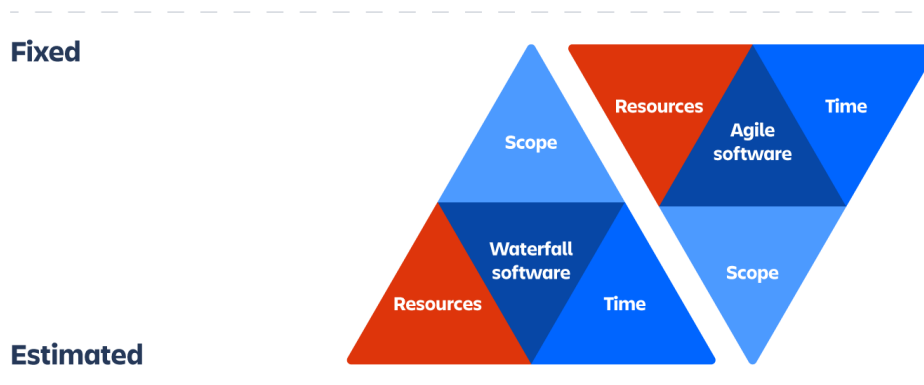 Fixed
Scope
Waterfall
software
Resources
Time
Resources
Agile
software
Time
Scope
Estimated